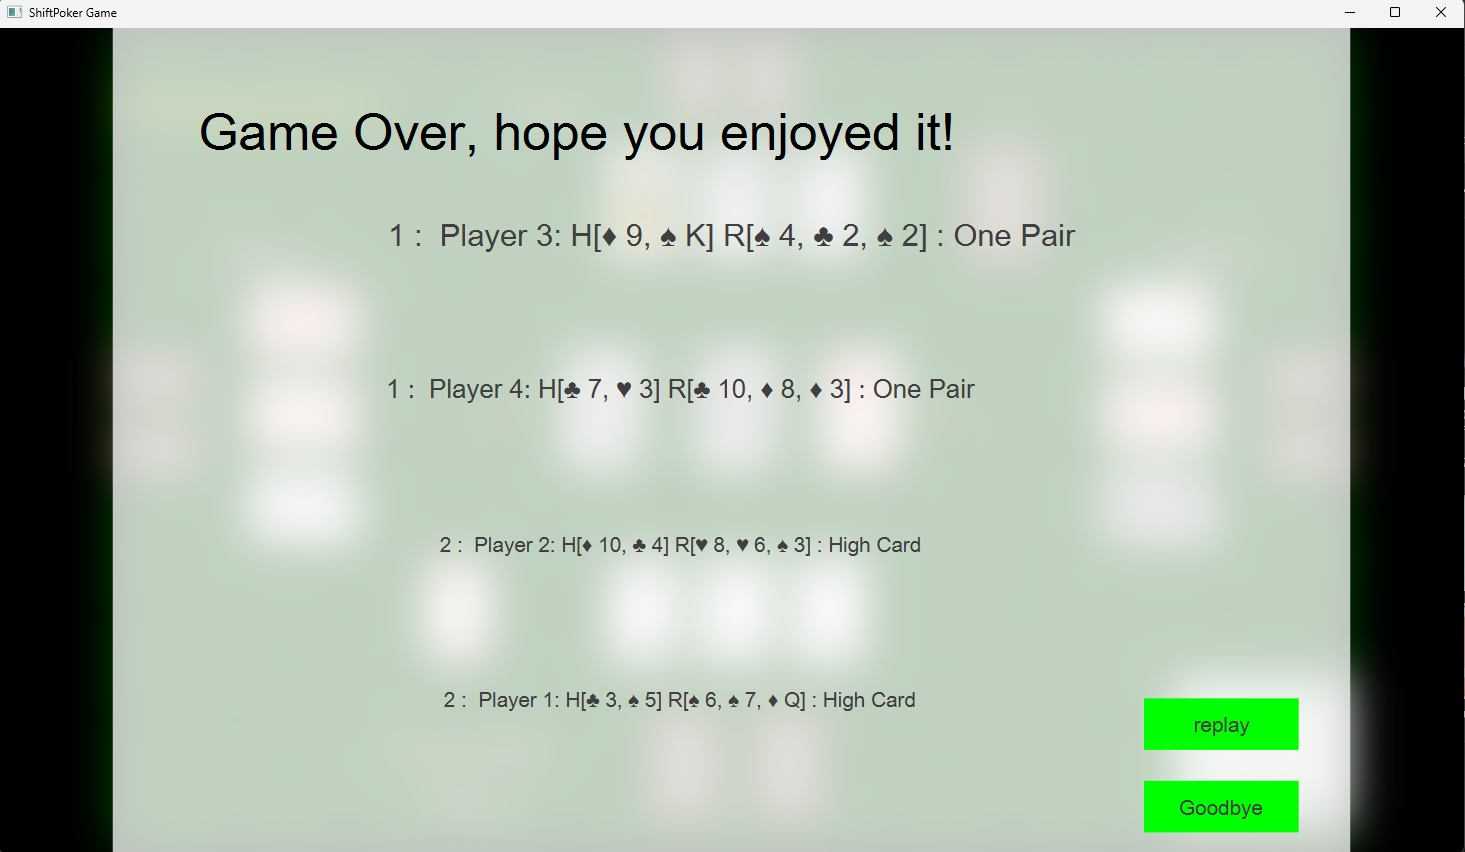 ShiftPoker Game
Game Over, hope you enjoyed it!
1 : Player 3: H[♦ 9, ♠ K] R[♠ 4, ♣ 2, ♠ 2] : One Pair
1 : Player 4: H[♣ 7, ♥ 3] R[♣ 10, ♦ 8, ♦ 3] : One Pair
2 : Player 2: H[♦ 10, ♣ 4] R[♥ 8, ♥ 6, ♠ 3] : High Card
2 : Player 1: H[♣ 3, ♠ 5] R[♠ 6, ♠ 7, ♦ Q] : High Card
replay
Goodbye